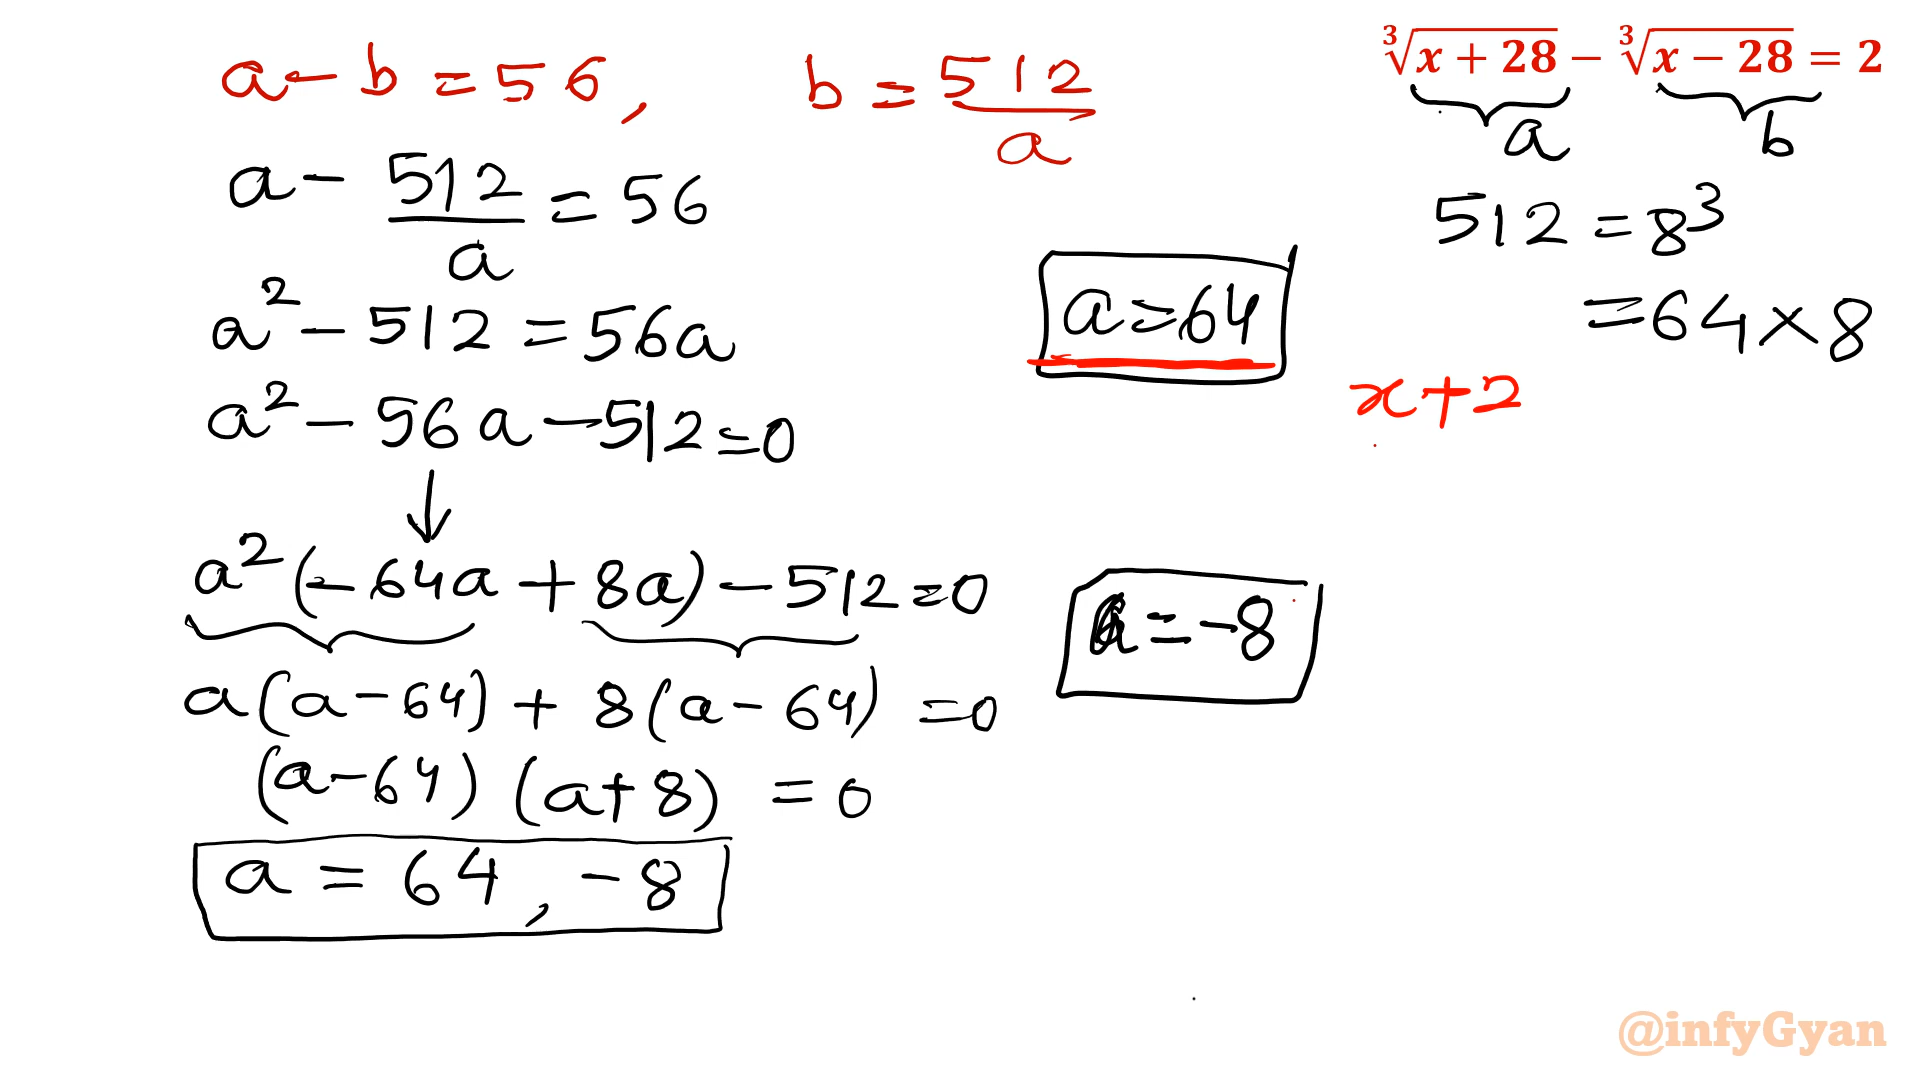 a - b = 56, b = 512/a
a - 512/a = 56
a² - 512 = 56a
a² - 56a - 512 = 0
↓
a² (- 64a + 8a) - 512 = 0
a(a - 64) + 8(a - 64) = 0
(a - 64) (a + 8) = 0
a = 64, -8
a = 64
a = -8
∛(x + 28) - ∛(x - 28) = 2
a b
512 = 8³
= 64 × 8
x + 2
@infyGyan